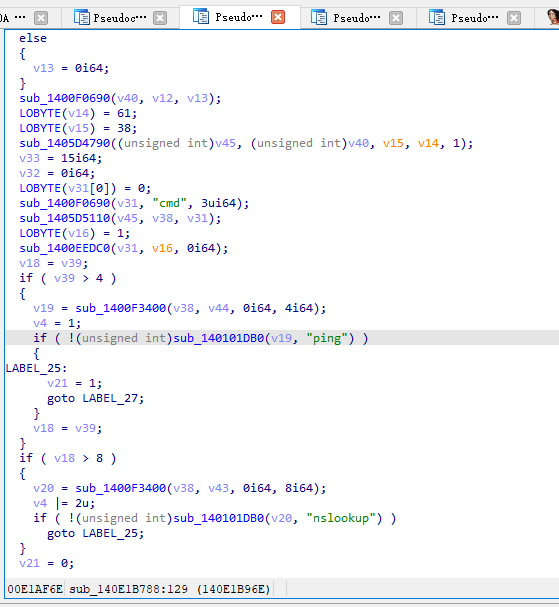 DA ··· Pseudoc··· Pseudo··· Pseudo··· Pseudo···
else
{
v13 = 0i64;
}
sub_1400F0690(v40, v12, v13);
LOBYTE(v14) = 61;
LOBYTE(v15) = 38;
sub_1405D4790((unsigned int)v45, (unsigned int)v40, v15, v14, 1);
v33 = 15i64;
v32 = 0i64;
LOBYTE(v31[0]) = 0;
sub_1400F0690(v31, "cmd", 3ui64);
sub_1405D5110(v45, v38, v31);
LOBYTE(v16) = 1;
sub_1400EEDC0(v31, v16, 0i64);
v18 = v39;
if ( v39 > 4 )
{
v19 = sub_1400F3400(v38, v44, 0i64, 4i64);
v4 = 1;
if ( !(unsigned int)sub_140101DB0(v19, "ping") )
{
LABEL_25:
v21 = 1;
goto LABEL_27;
}
v18 = v39;
}
if ( v18 > 8 )
{
v20 = sub_1400F3400(v38, v43, 0i64, 8i64);
v4 |= 2u;
if ( !(unsigned int)sub_140101DB0(v20, "nslookup") )
goto LABEL_25;
}
v21 = 0;
00E1AF6E sub_140E1B788:129 (140E1B96E)